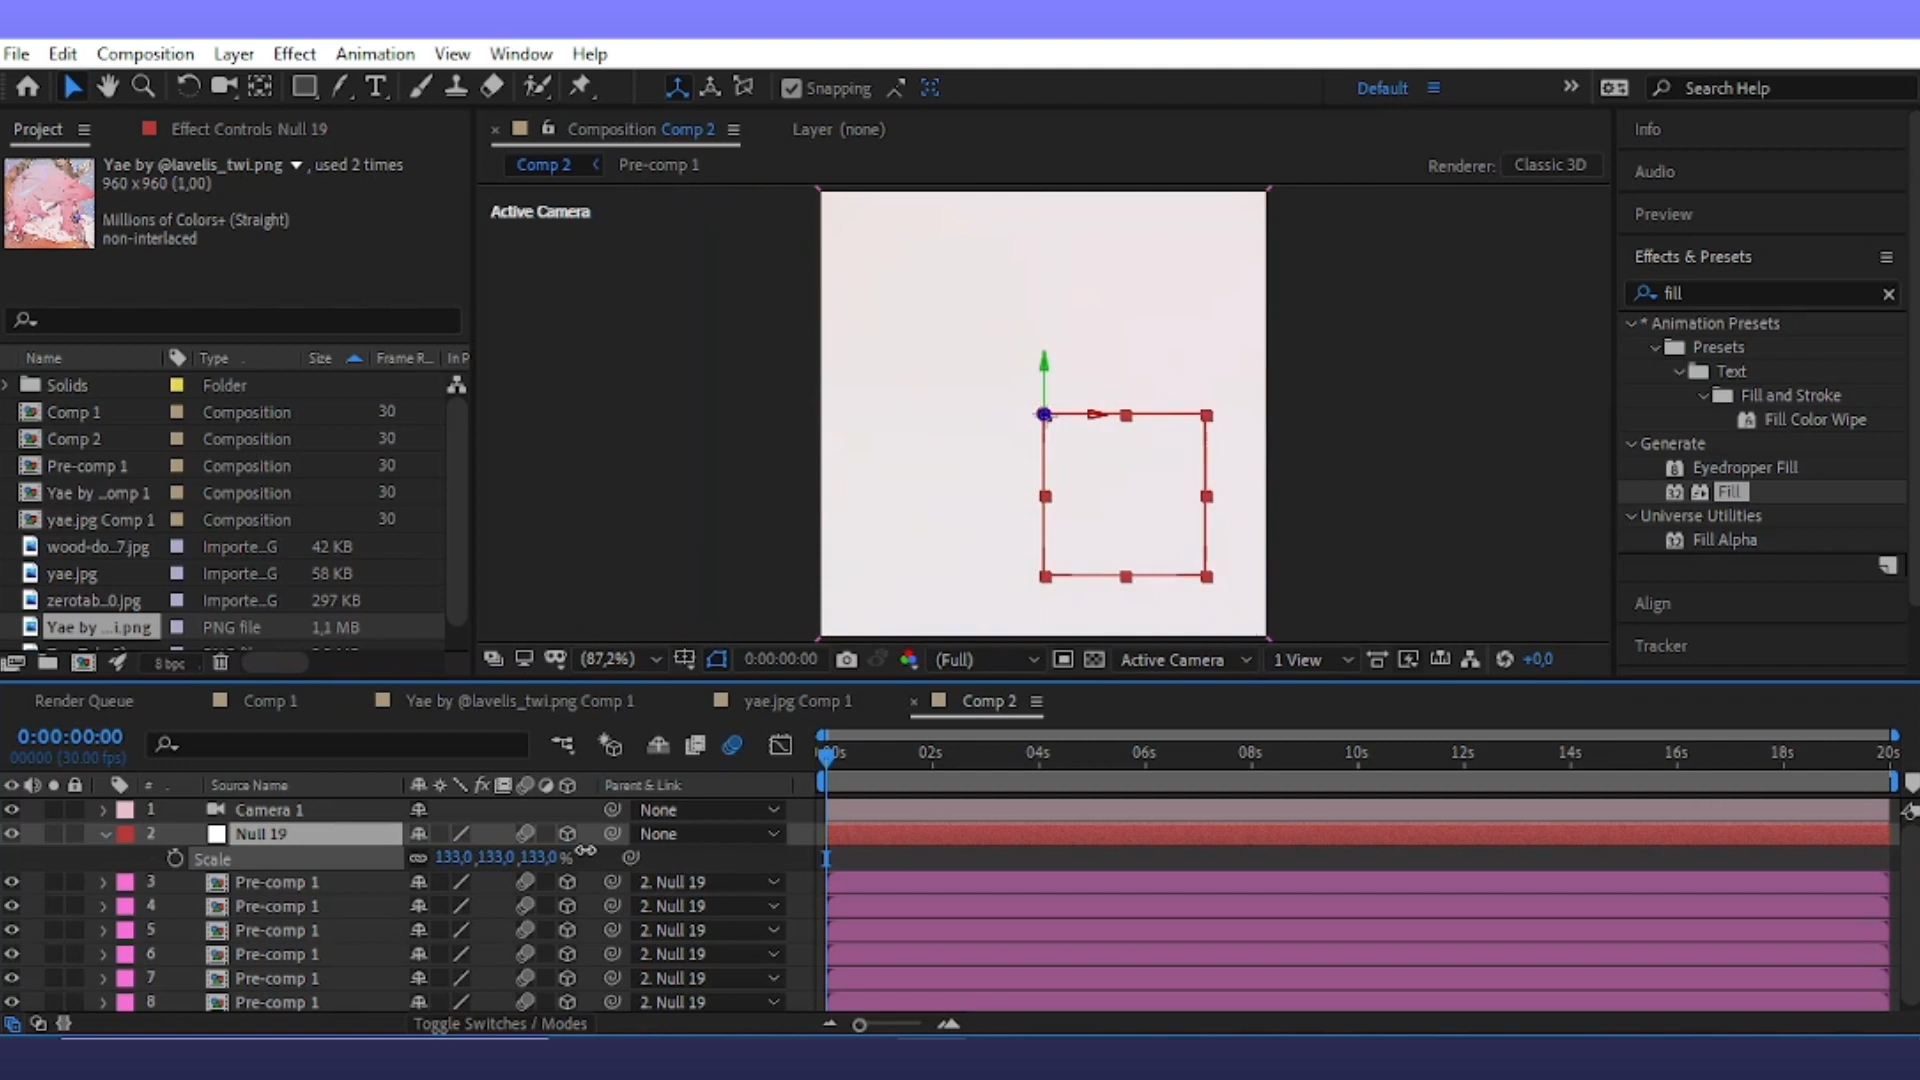 File Edit Composition Layer Effect Animation View Window Help
Snapping
Default
Search Help
Project
Effect Controls Null 19
Composition Comp 2
Layer (none)
Info
Yae by @lavelis_twi.png , used 2 times
960 x 960 (1,00)
Millions of Colors+ (Straight)
non-interlaced
Comp 2
Pre-comp 1
Renderer: Classic 3D
Active Camera
Audio
Preview
Effects & Presets
fill
* Animation Presets
Presets
Text
Fill and Stroke
Fill Color Wipe
Generate
Eyedropper Fill
Fill
Universe Utilities
Fill Alpha
Align
Tracker
Name Type Size Frame R... In P
Solids Folder
Comp 1 Composition 30
Comp 2 Composition 30
Pre-comp 1 Composition 30
Yae by ...omp 1 Composition 30
yae.jpg Comp 1 Composition 30
wood-do...7.jpg Importe...G 42 KB
yae.jpg Importe...G 58 KB
zerotab...0.jpg Importe...G 297 KB
Yae by ...i.png PNG file 1,1 MB
8 bpc
(87,2%) 0:00:00:00 (Full) Active Camera 1 View +0,0
Render Queue Comp 1 Yae by @lavelis_twi.png Comp 1 yae.jpg Comp 1 Comp 2
0:00:00:00
00000 (30.00 fps)
00s 02s 04s 06s 08s 10s 12s 14s 16s 18s 20s
# Source Name fx Parent & Link
1 Camera 1 None
2 Null 19 None
Scale 133,0,133,0,133,0%
3 Pre-comp 1 2. Null 19
4 Pre-comp 1 2. Null 19
5 Pre-comp 1 2. Null 19
6 Pre-comp 1 2. Null 19
7 Pre-comp 1 2. Null 19
8 Pre-comp 1 2. Null 19
Toggle Switches / Modes